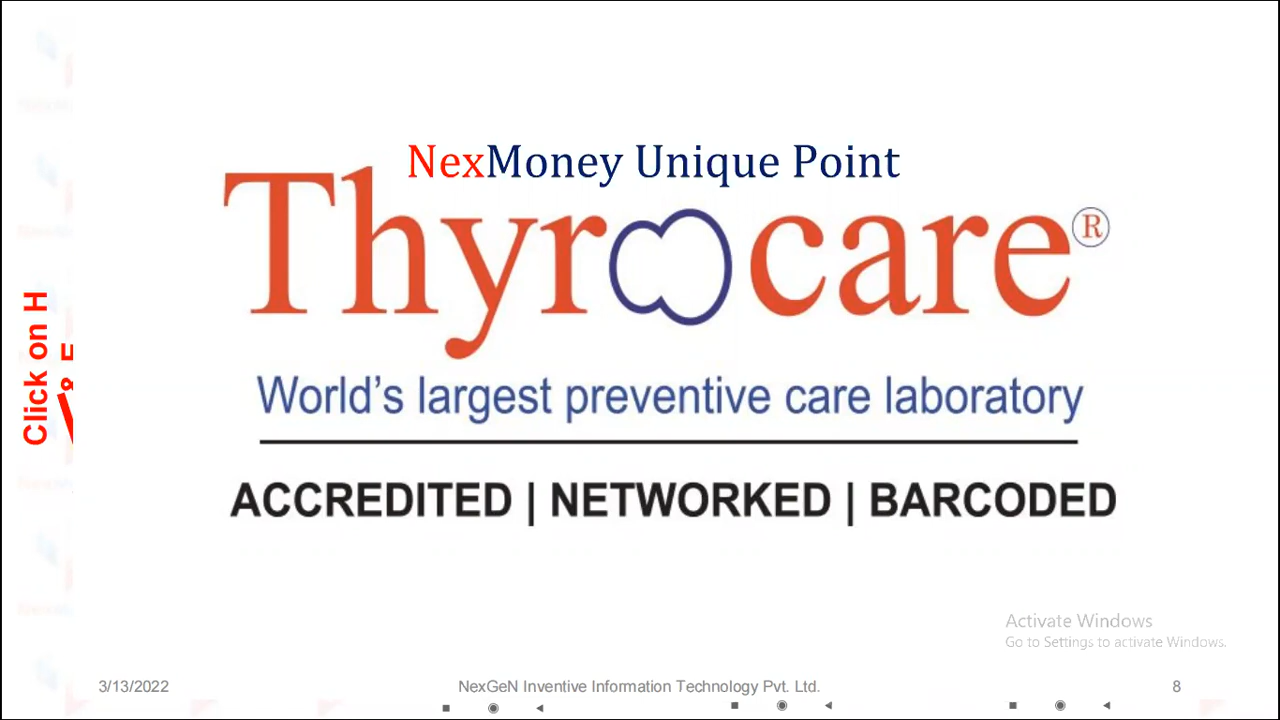 NexMoney Unique Point
Thyrocare®
World's largest preventive care laboratory
ACCREDITED | NETWORKED | BARCODED
Click on H
Activate Windows
Go to Settings to activate Windows.
3/13/2022
NexGeN Inventive Information Technology Pvt. Ltd.
8